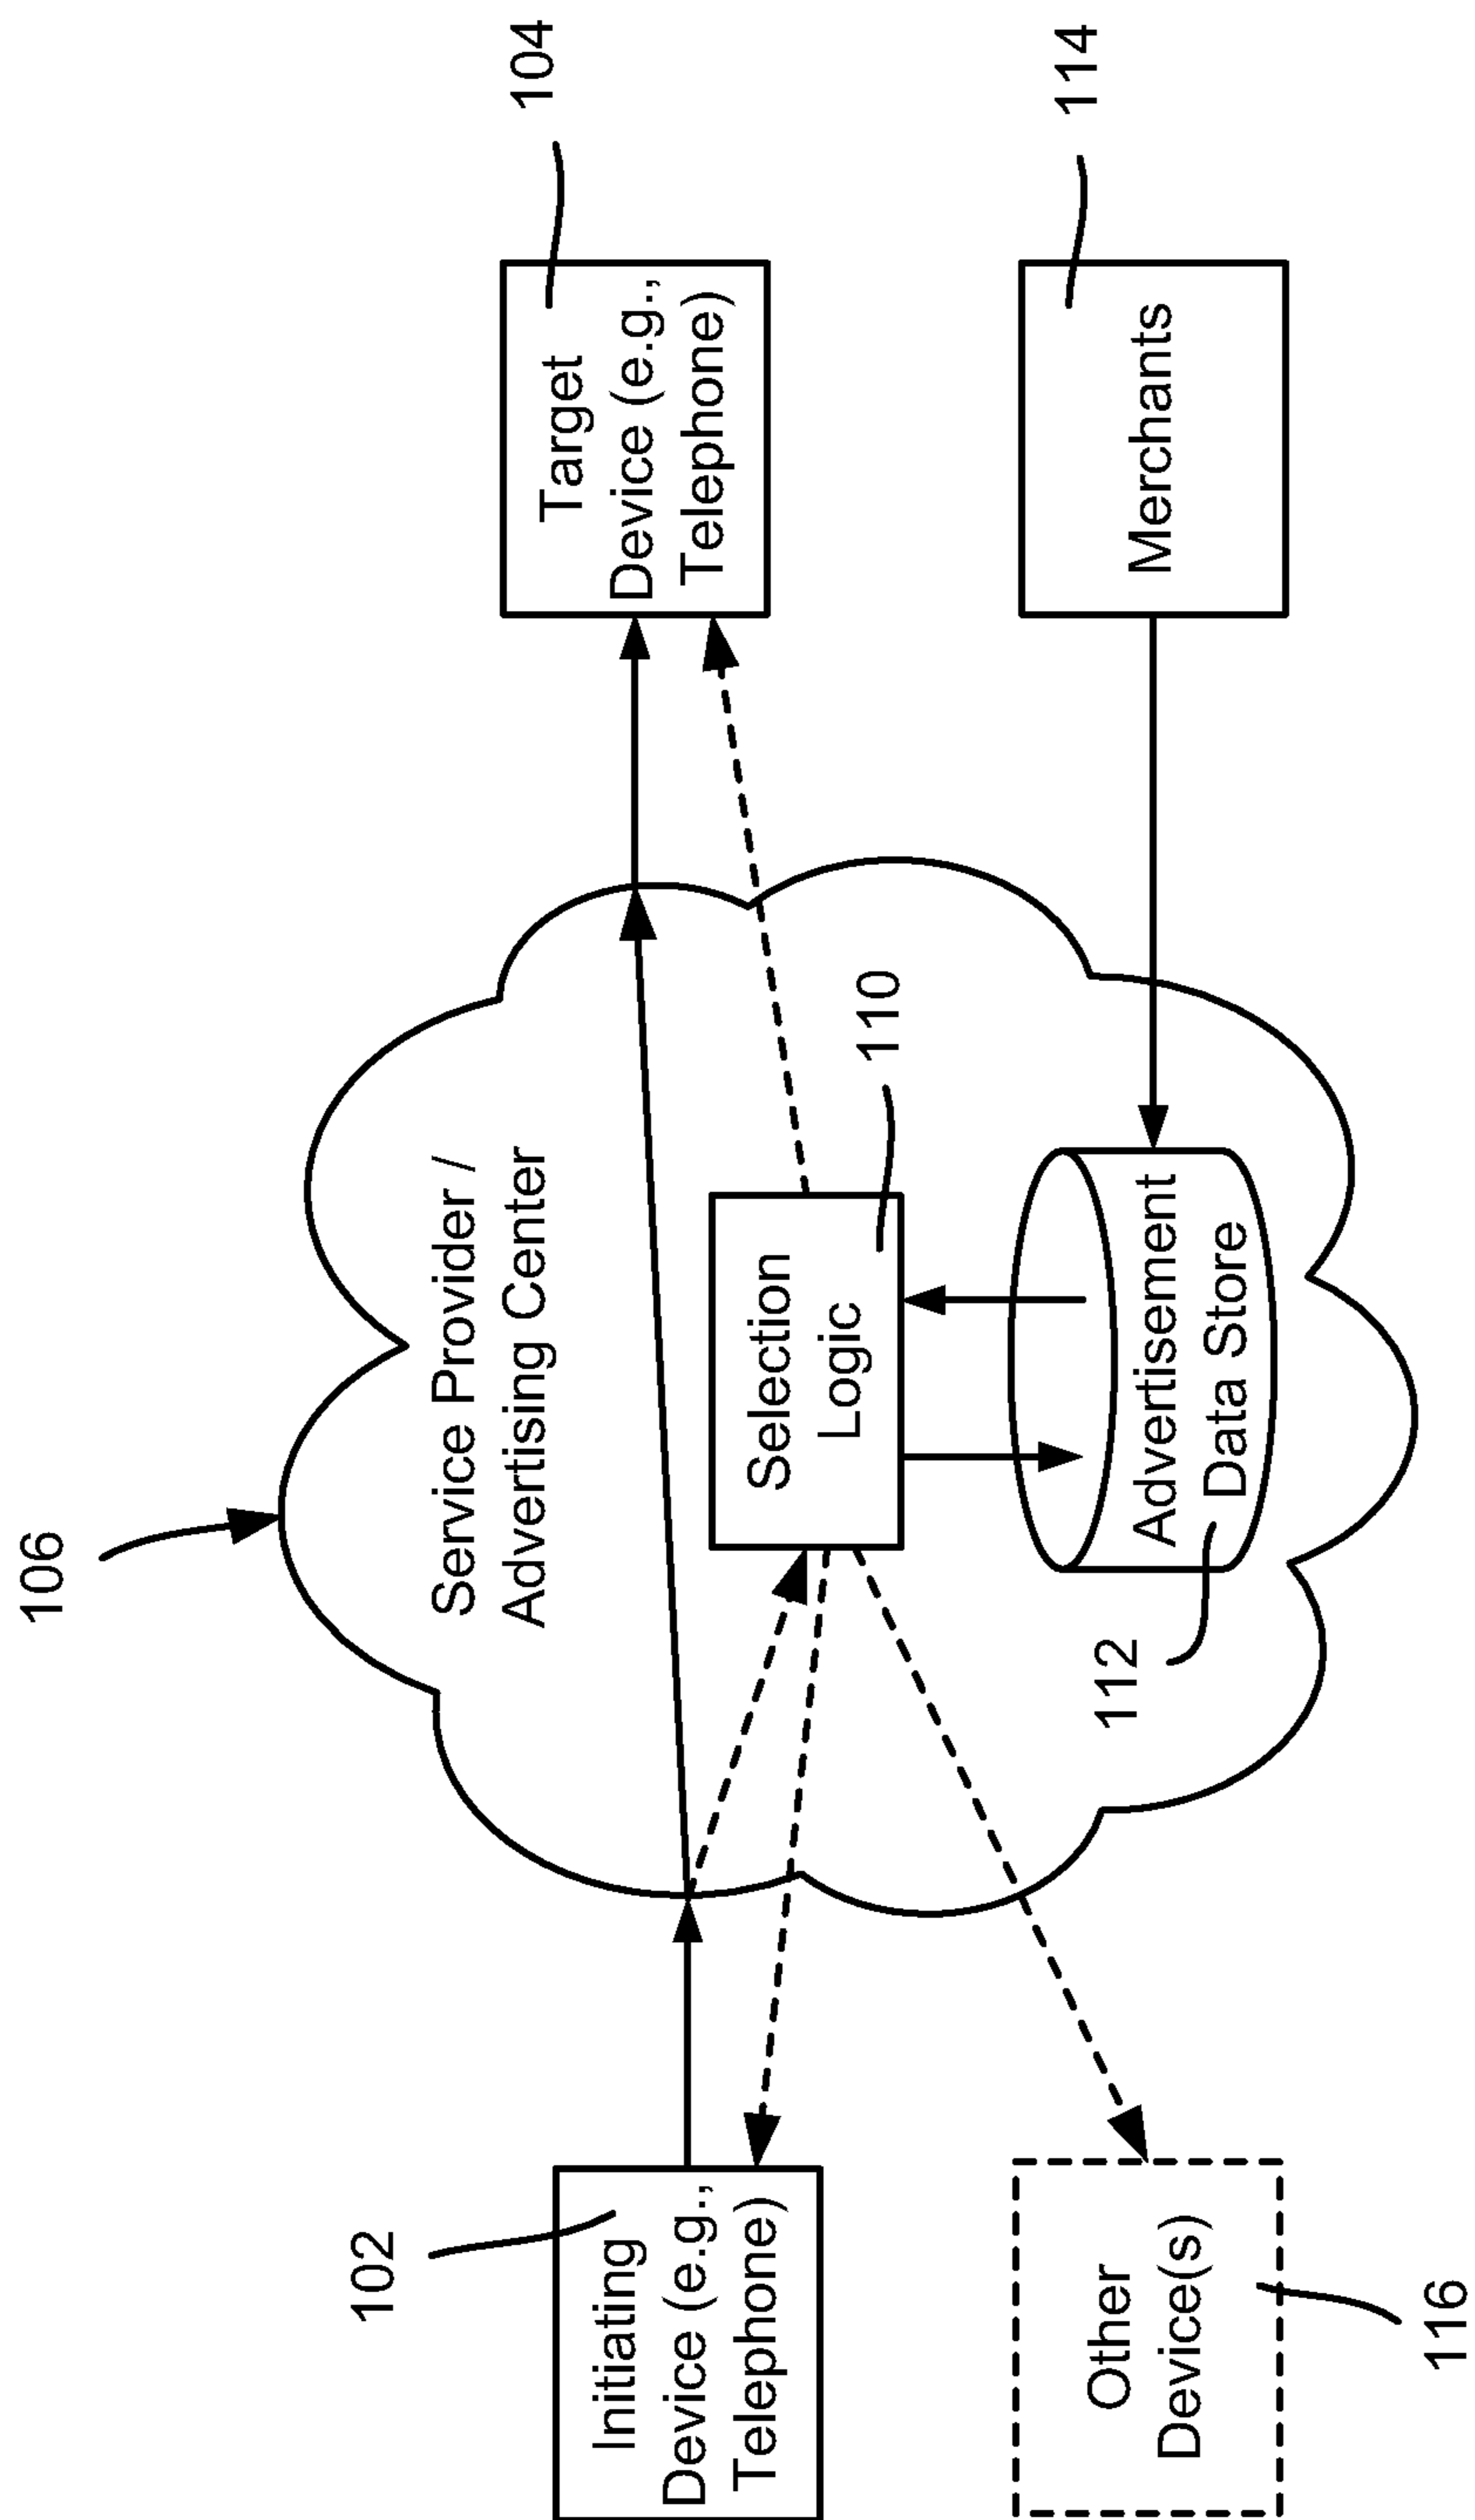 106
Service Provider /
Advertising Center
102
Initiating
Device (e.g.,
Telephone)
104
Target
Device (e.g.,
Telephone)
Selection
Logic
110
Other
Device(s)
116
112
Advertisement
Data Store
Merchants
114